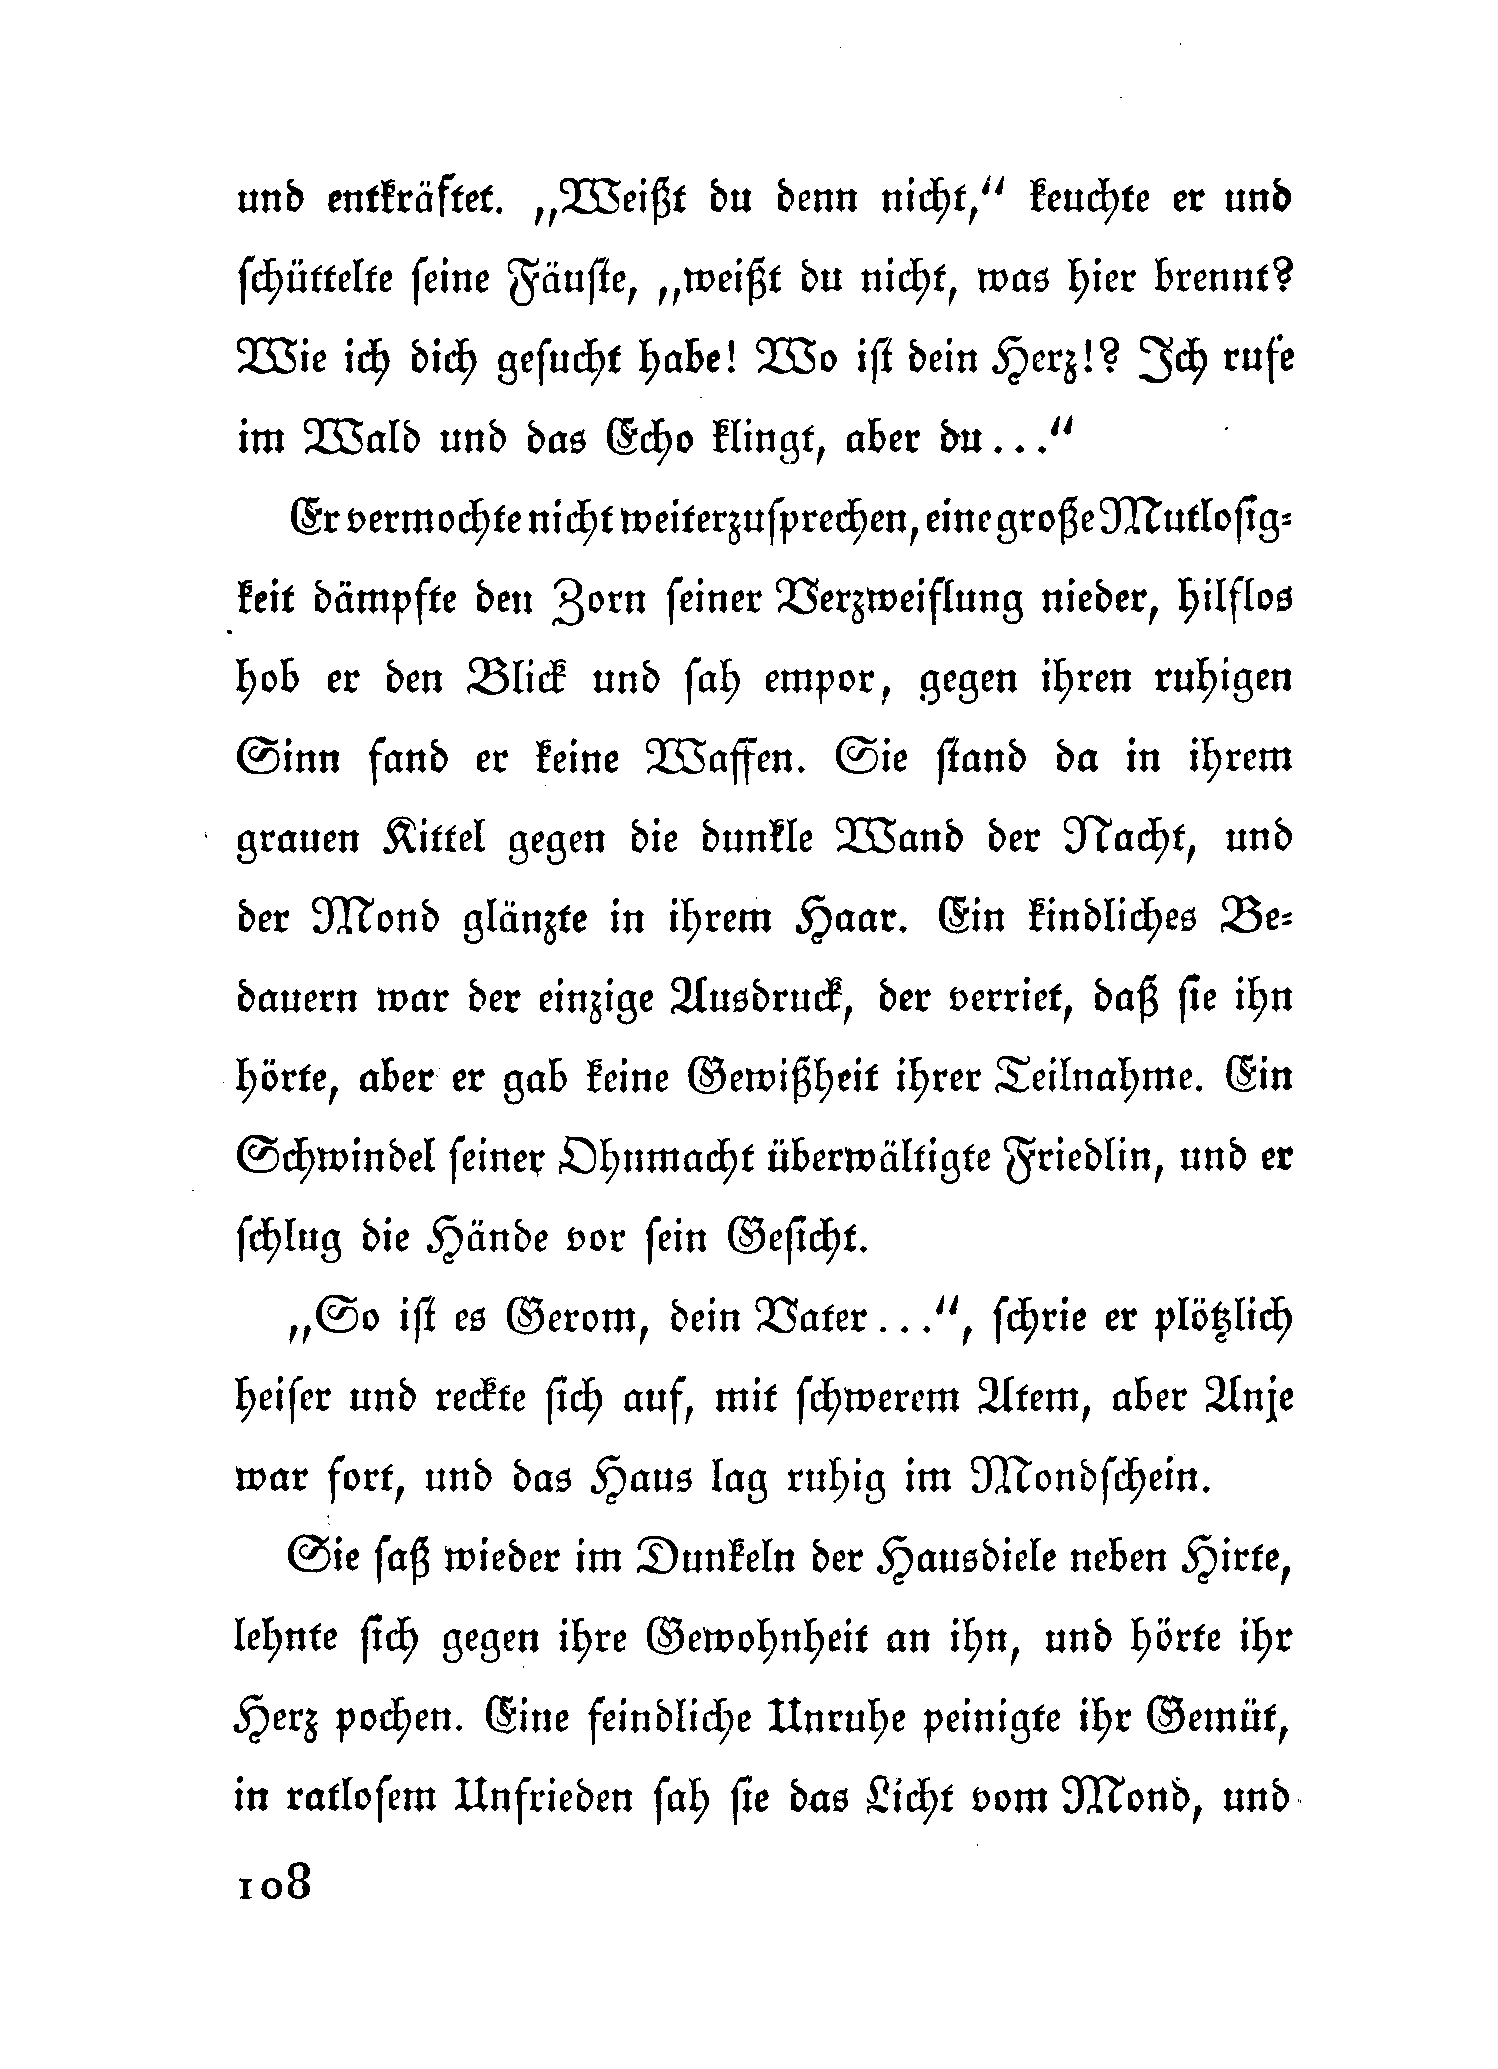 und entkräftet. „Weißt du denn nicht,“ keuchte er und
ſchüttelte ſeine Fäuſte, „weißt du nicht, was hier brennt?
Wie ich dich geſucht habe! Wo iſt dein Herz!? Ich rufe
im Wald und das Echo klingt, aber du . . .“
Er vermochte nicht weiterzuſprechen, eine große Mutloſig-
keit dämpfte den Zorn ſeiner Verzweiflung nieder, hilflos
hob er den Blick und ſah empor, gegen ihren ruhigen
Sinn fand er keine Waffen. Sie ſtand da in ihrem
grauen Kittel gegen die dunkle Wand der Nacht, und
der Mond glänzte in ihrem Haar. Ein kindliches Be-
dauern war der einzige Ausdruck, der verriet, daß ſie ihn
hörte, aber er gab keine Gewißheit ihrer Teilnahme. Ein
Schwindel ſeiner Ohnmacht überwältigte Friedlin, und er
ſchlug die Hände vor ſein Geſicht.
„So iſt es Gerom, dein Vater . . .“, ſchrie er plötzlich
heiſer und reckte ſich auf, mit ſchwerem Atem, aber Anje
war fort, und das Haus lag ruhig im Mondſchein.
Sie ſaß wieder im Dunkeln der Hausdiele neben Hirte,
lehnte ſich gegen ihre Gewohnheit an ihn, und hörte ihr
Herz pochen. Eine feindliche Unruhe peinigte ihr Gemüt,
in ratloſem Unfrieden ſah ſie das Licht vom Mond, und
108